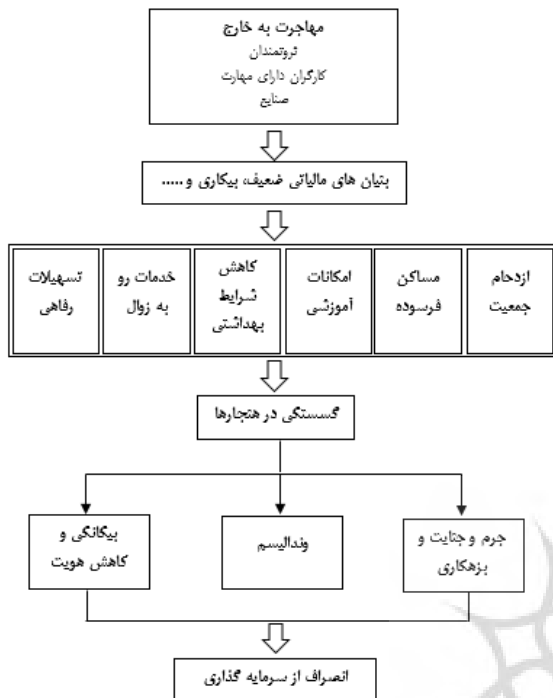 مهاجرت به خارج
ثروتمندان
کارگران دارای مهارت
صنایع
بنیان های مالیاتی ضعیف، بیکاری و .....
ازدحام
جمعیت
مساکن
فرسوده
امکانات
آموزشی
کاهش
شرایط
بهداشتی
خدمات رو
به زوال
تسهیلات
رفاهی
گسستگی در هنجارها
جرم و جنایت و
بزهکاری
وندالیسم
بیگانگی و
کاهش هویت
انصراف از سرمایه گذاری